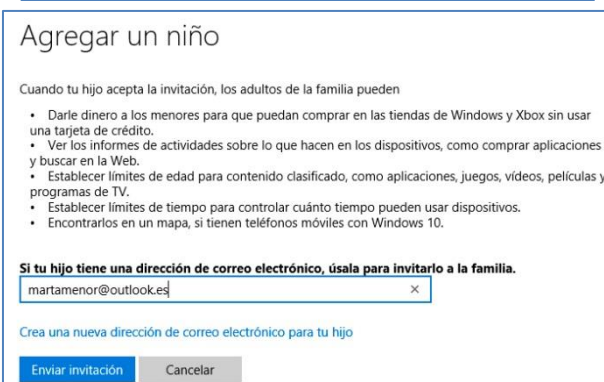 Agregar un niño
Cuando tu hijo acepta la invitación, los adultos de la familia pueden
• Darle dinero a los menores para que puedan comprar en las tiendas de Windows y Xbox sin usar
una tarjeta de crédito.
• Ver los informes de actividades sobre lo que hacen en los dispositivos, como comprar aplicaciones
y buscar en la Web.
• Establecer límites de edad para contenido clasificado, como aplicaciones, juegos, vídeos, películas y
programas de TV.
• Establecer límites de tiempo para controlar cuánto tiempo pueden usar dispositivos.
• Encontrarlos en un mapa, si tienen teléfonos móviles con Windows 10.
Si tu hijo tiene una dirección de correo electrónico, úsala para invitarlo a la familia.
martamenor@outlook.es ×
Crea una nueva dirección de correo electrónico para tu hijo
Enviar invitación Cancelar